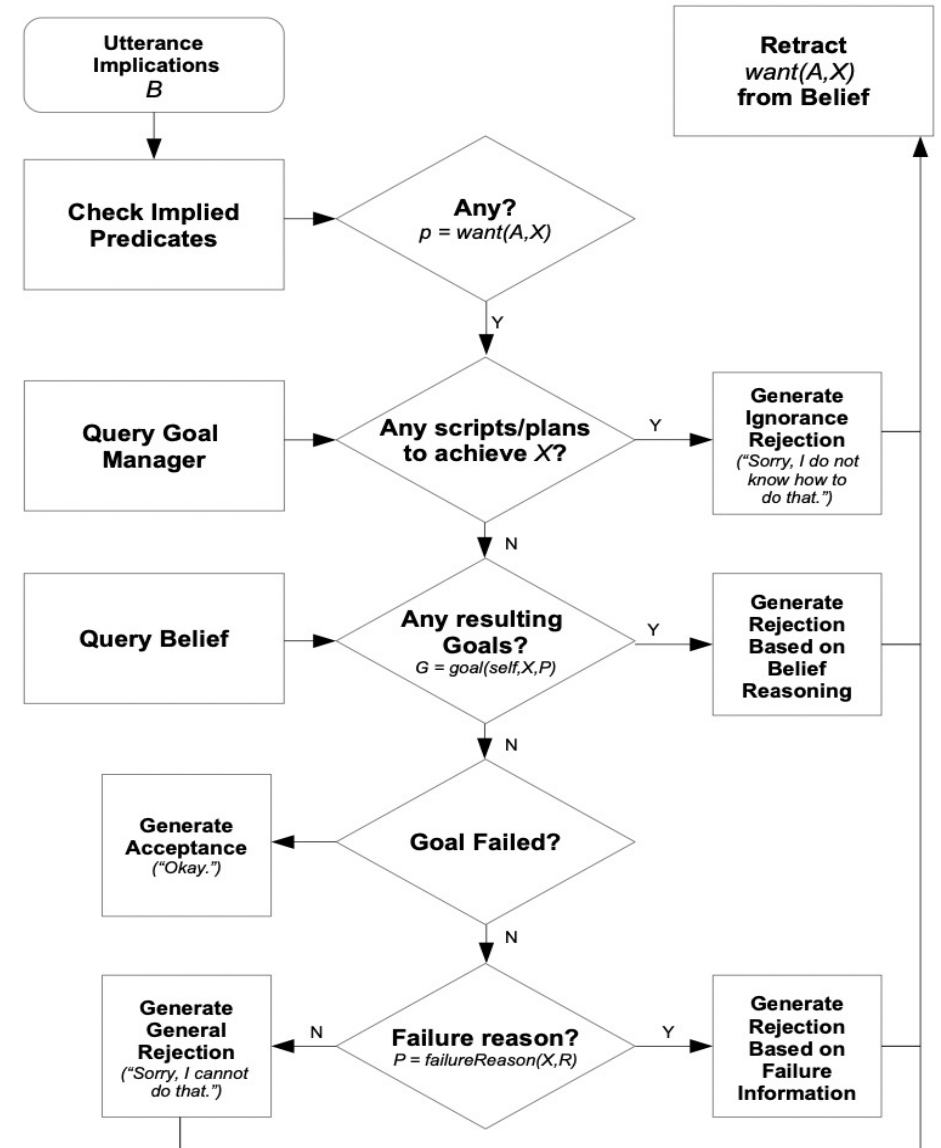 Utterance
Implications
B
Retract
want(A,X)
from Belief
Check Implied
Predicates
Any?
p = want(A,X)
Y
Query Goal
Manager
Any scripts/plans
to achieve X?
Y
Generate
Ignorance
Rejection
(“Sorry, I do not
know how to
do that.”)
N
Query Belief
Any resulting
Goals?
G = goal(self,X,P)
Y
Generate
Rejection
Based on
Belief
Reasoning
N
Generate
Acceptance
(“Okay.”)
Goal Failed?
N
Generate
General
Rejection
(“Sorry, I cannot
do that.”)
N
Failure reason?
P = failureReason(X,R)
Y
Generate
Rejection
Based on
Failure
Information